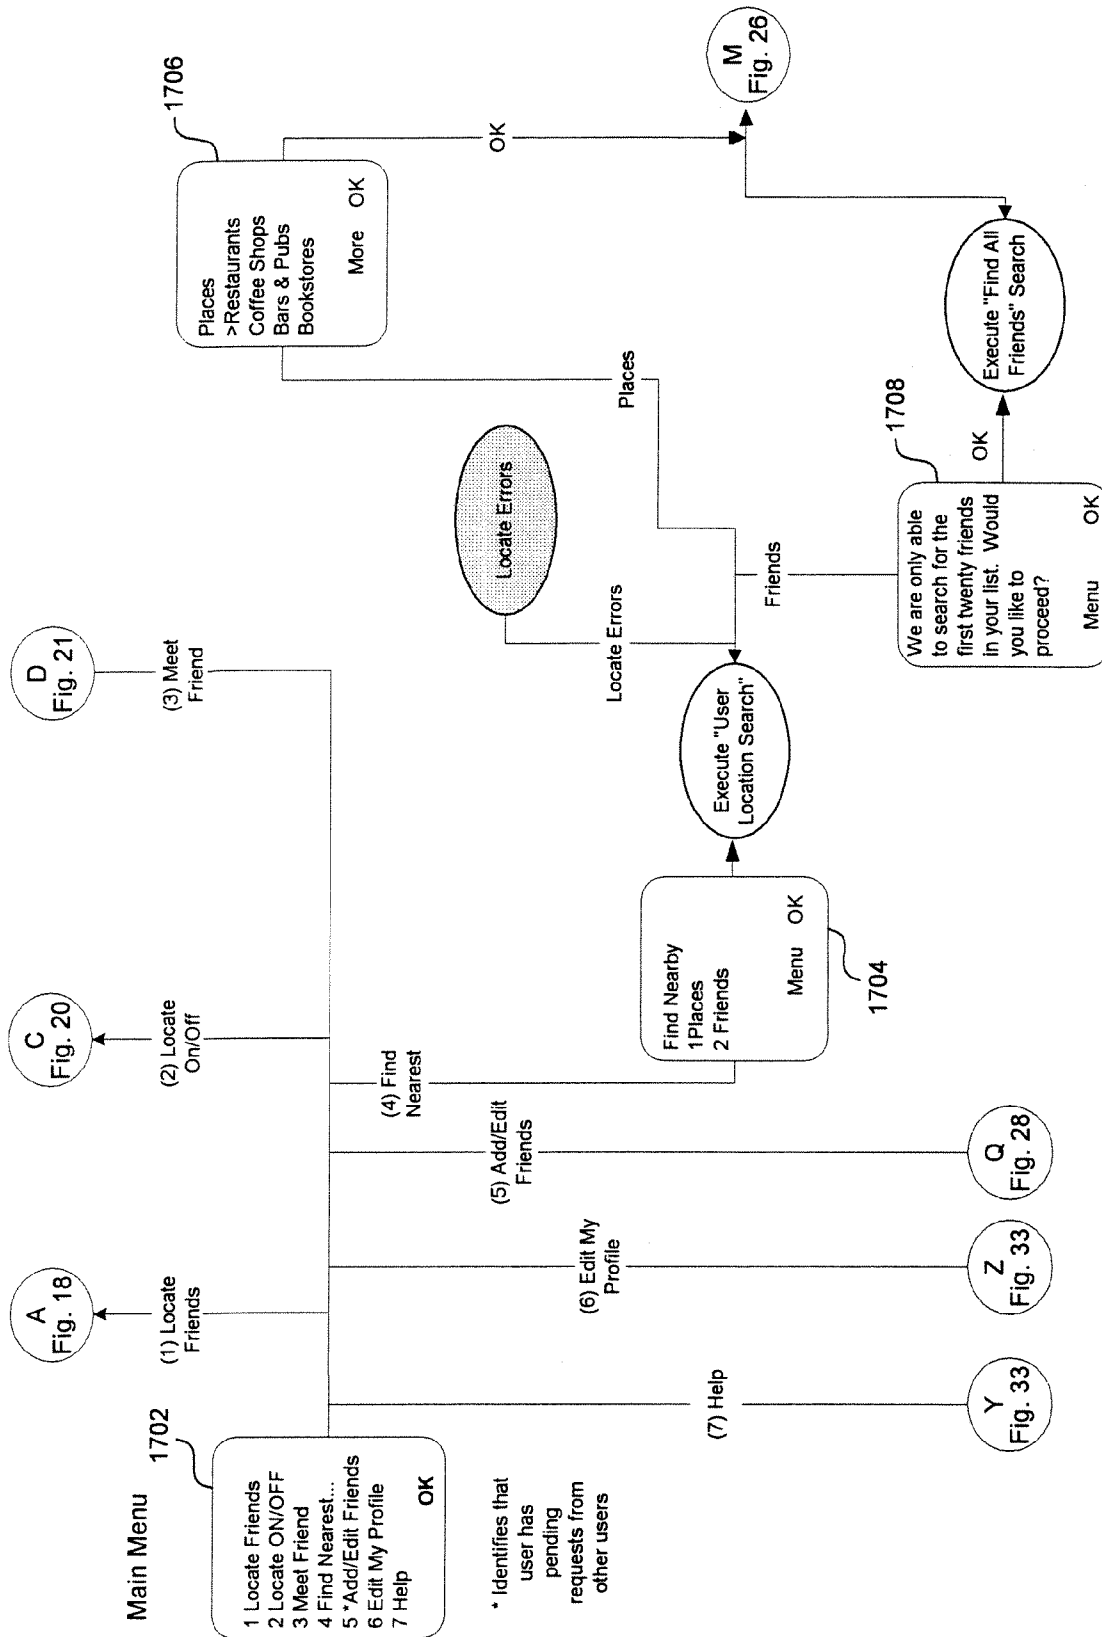 Main Menu
1702
1 Locate Friends
2 Locate ON/OFF
3 Meet Friend
4 Find Nearest...
5 *Add/Edit Friends
6 Edit My Profile
7 Help
OK
* Identifies that
user has
pending
requests from
other users
A
Fig. 18
(1) Locate
Friends
C
Fig. 20
(2) Locate
On/Off
D
Fig. 21
(3) Meet
Friend
(4) Find
Nearest
(5) Add/Edit
Friends
(6) Edit My
Profile
(7) Help
Y
Fig. 33
Z
Fig. 33
Q
Fig. 28
Find Nearby
1Places
2 Friends
Menu OK
1704
Execute "User
Location Search"
Locate Errors
Locate Errors
Places
Friends
1706
Places
>Restaurants
Coffee Shops
Bars & Pubs
Bookstores
More OK
OK
M
Fig. 26
1708
We are only able
to search for the
first twenty friends
in your list. Would
you like to
proceed?
Menu OK
OK
Execute "Find All
Friends" Search